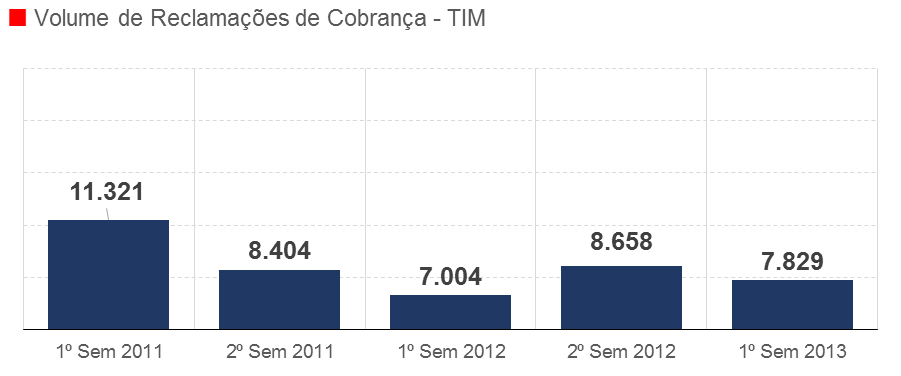 Volume de Reclamações de Cobrança - TIM
11.321
8.404
7.004
8.658
7.829
1º Sem 2011
2º Sem 2011
1º Sem 2012
2º Sem 2012
1º Sem 2013